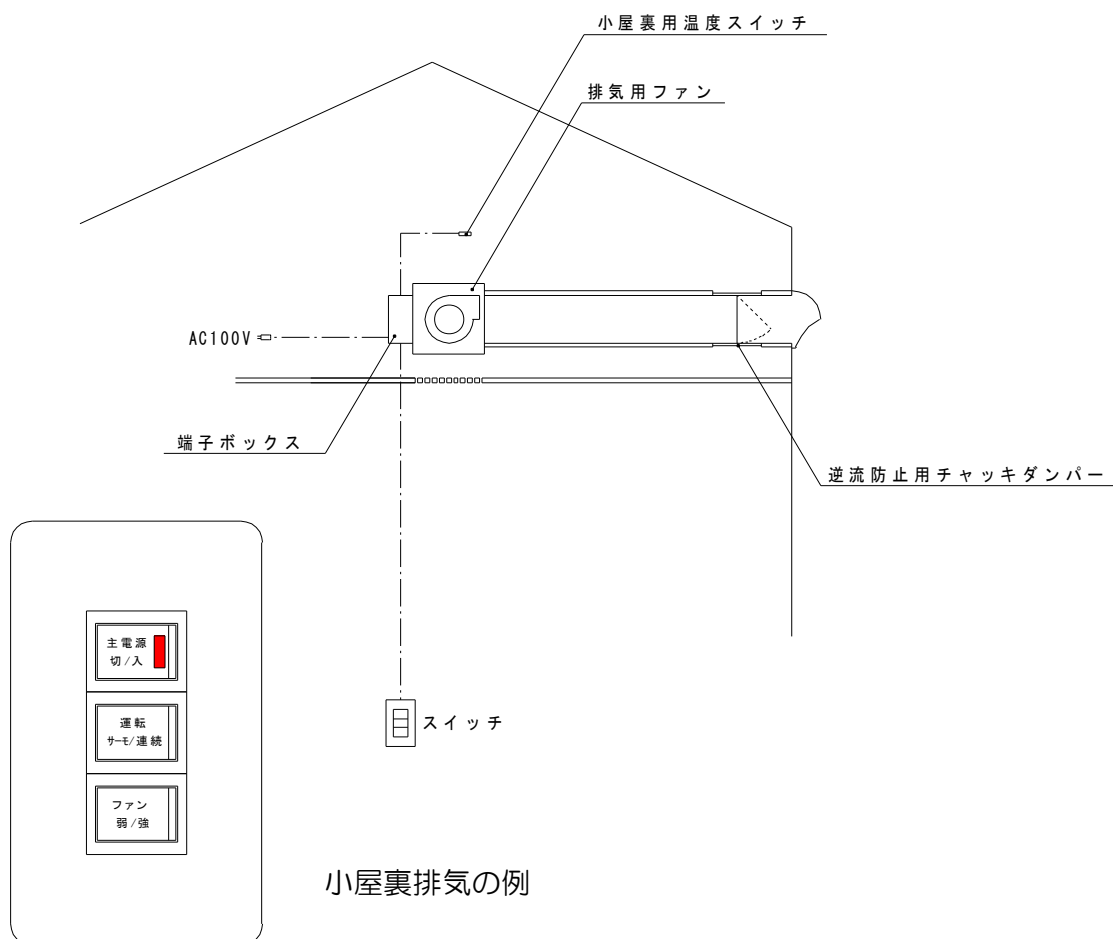 小屋裏用温度スイッチ
排気用ファン
AC100V
端子ボックス
逆流防止用チャッキダンパー
主電源
切/入
運転
サーモ/連続
ファン
弱/強
スイッチ
小屋裏排気の例